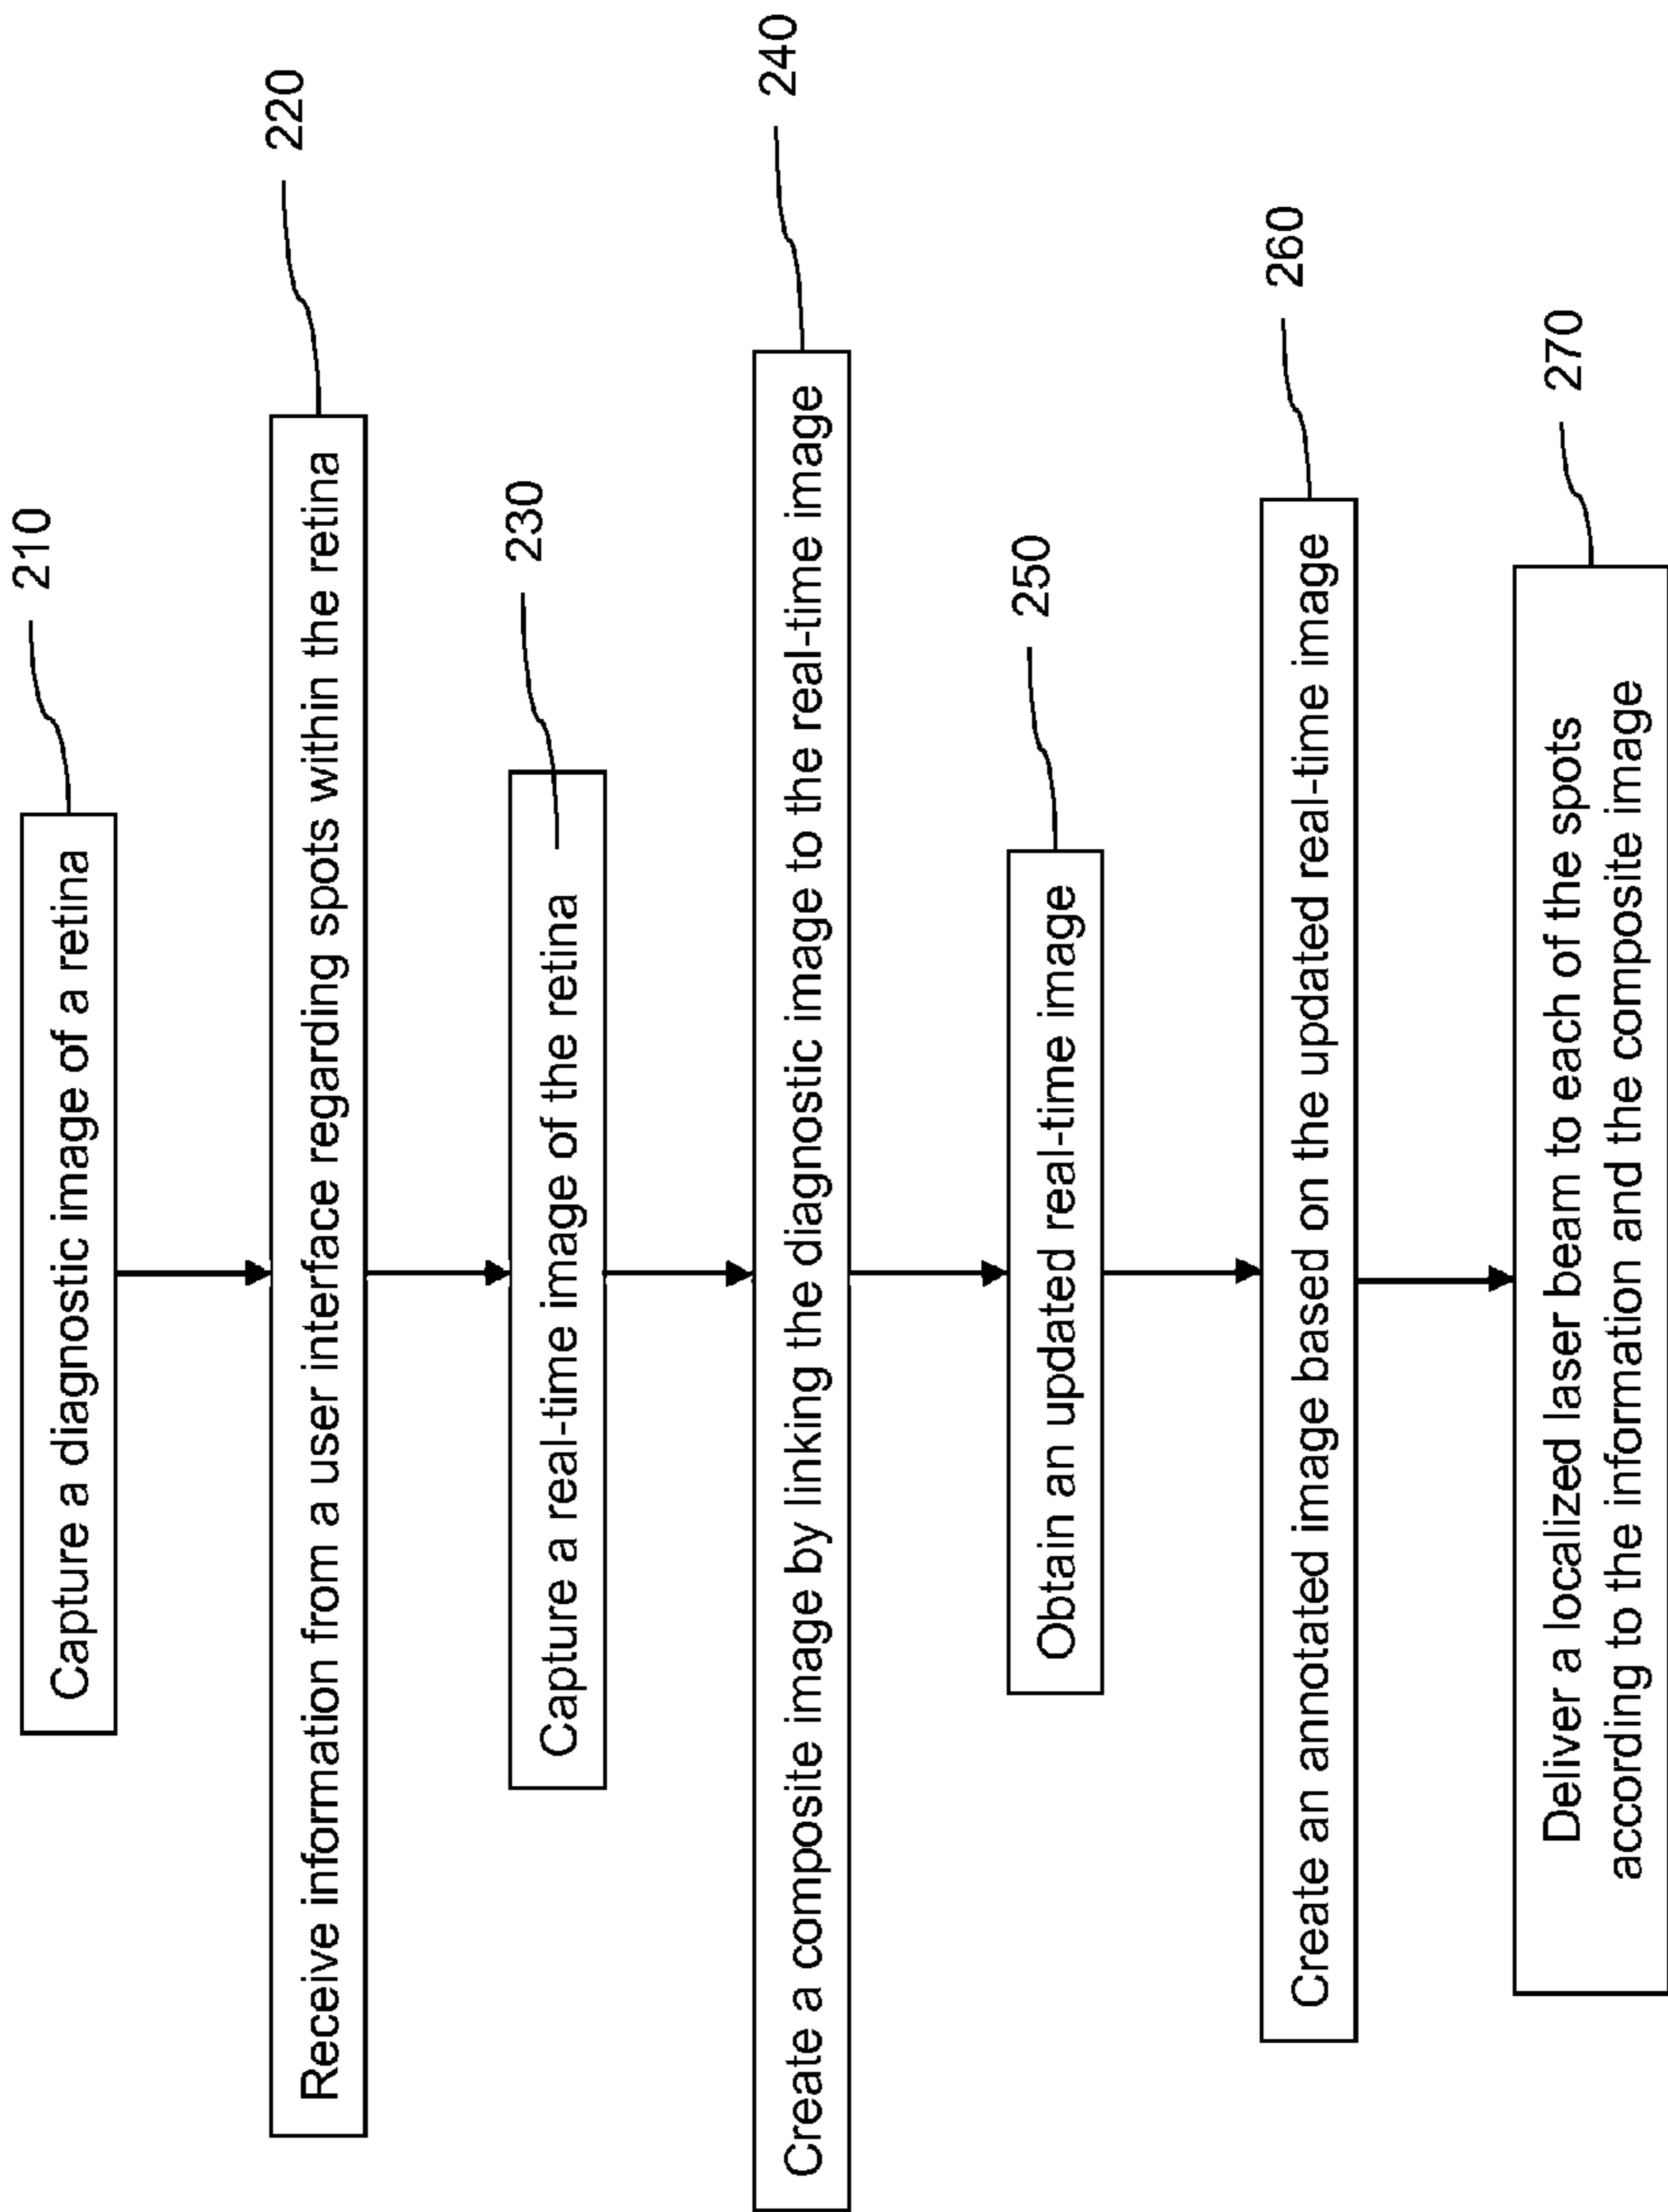 210
Capture a diagnostic image of a retina
220
Receive information from a user interface regarding spots within the retina
230
Capture a real-time image of the retina
240
Create a composite image by linking the diagnostic image to the real-time image
250
Obtain an updated real-time image
260
Create an annotated image based on the updated real-time image
270
Deliver a localized laser beam to each of the spots
according to the information and the composite image